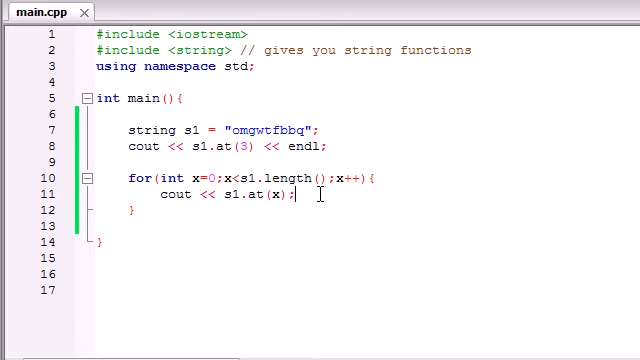 main.cpp
1 #include <iostream>
2 #include <string> // gives you string functions
3 using namespace std;
4
5 int main(){
6
7 string s1 = "omgwtfbbq";
8 cout << s1.at(3) << endl;
9
10 for(int x=0;x<s1.length();x++){
11 cout << s1.at(x);
12 }
13
14 }
15
16
17